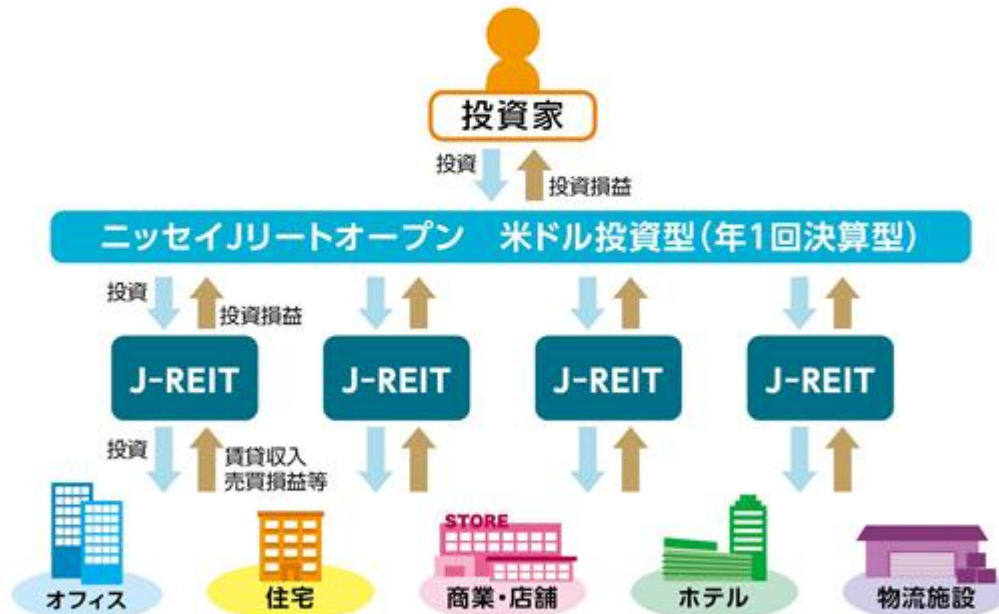 投資家
投資
投資損益
ニッセイJリートオープン 米ドル投資型(年1回決算型)
投資
投資損益
J-REIT
J-REIT
J-REIT
J-REIT
投資
賃貸収入
売買損益等
STORE
オフィス
住宅
商業・店舗
ホテル
物流施設